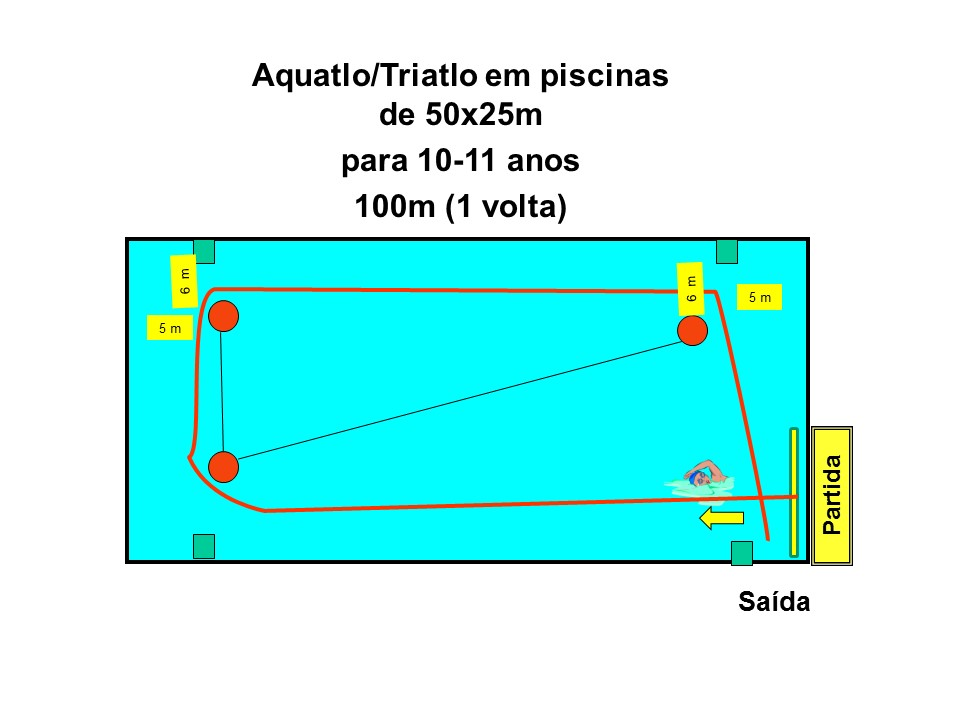 Aquatlo/Triatlo em piscinas
de 50x25m
para 10-11 anos
100m (1 volta)
6 m
6 m
5 m
5 m
Partida
Saída